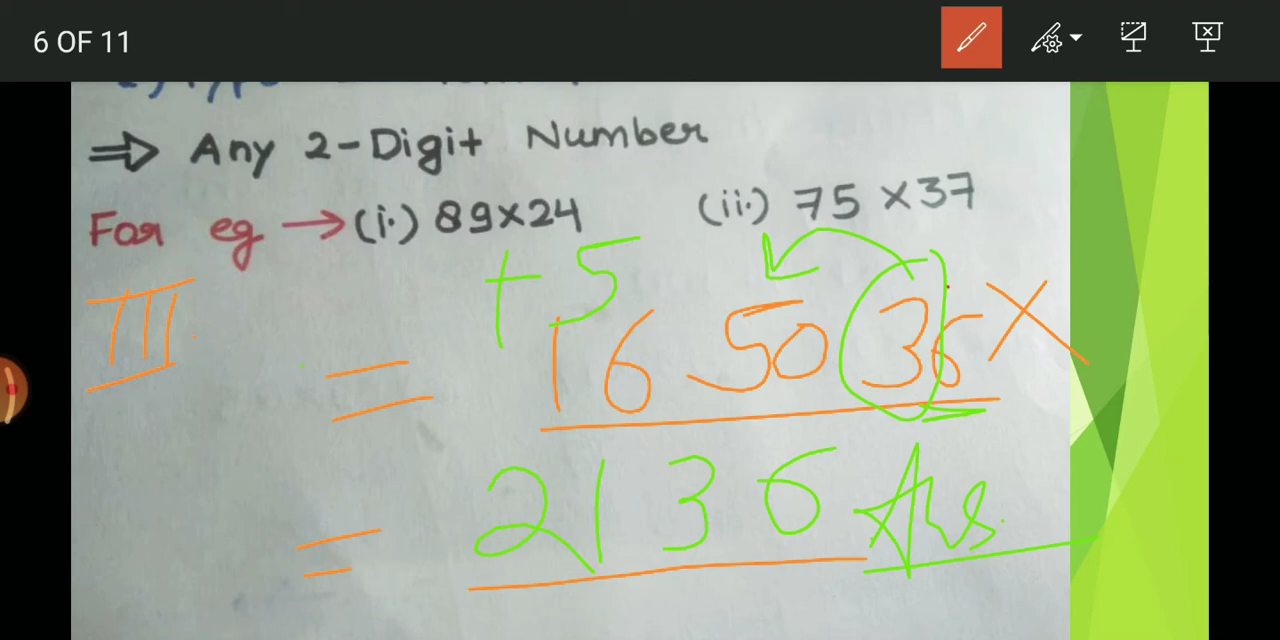 6 OF 11
⇒ Any 2-Digit Number
For eg → (i.) 89×24 (ii.) 75×37
+5
III = 16 50 36 ×
= 2136 Ans.